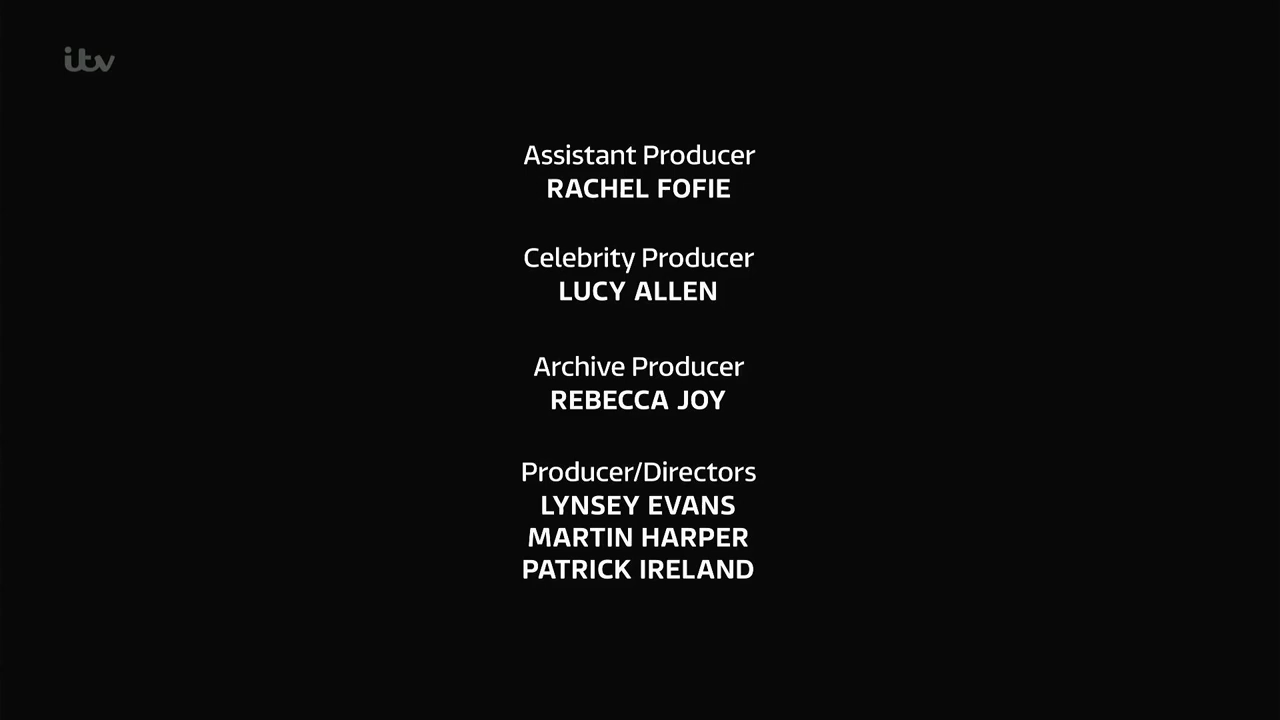 itv
Assistant Producer
RACHEL FOFIE
Celebrity Producer
LUCY ALLEN
Archive Producer
REBECCA JOY
Producer/Directors
LYNSEY EVANS
MARTIN HARPER
PATRICK IRELAND